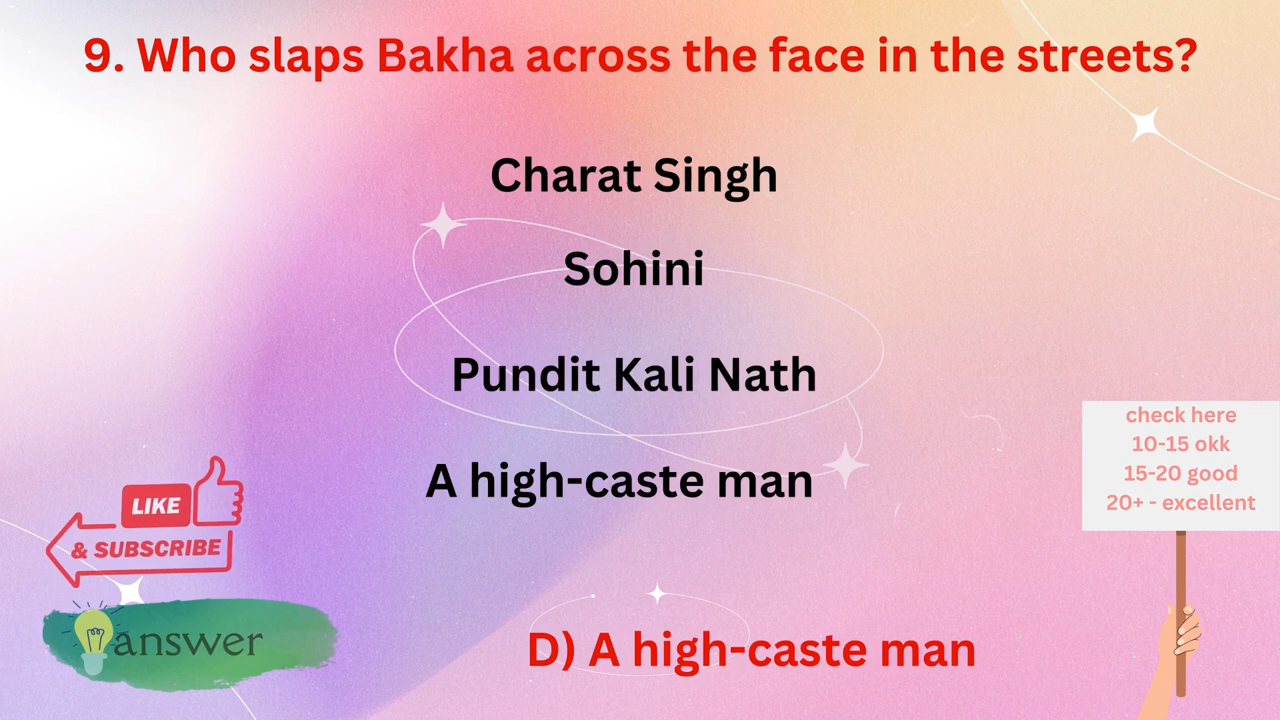 9. Who slaps Bakha across the face in the streets?
Charat Singh
Sohini
Pundit Kali Nath
A high-caste man
check here
10-15 okk
15-20 good
20+ - excellent
LIKE
& SUBSCRIBE
answer
D) A high-caste man